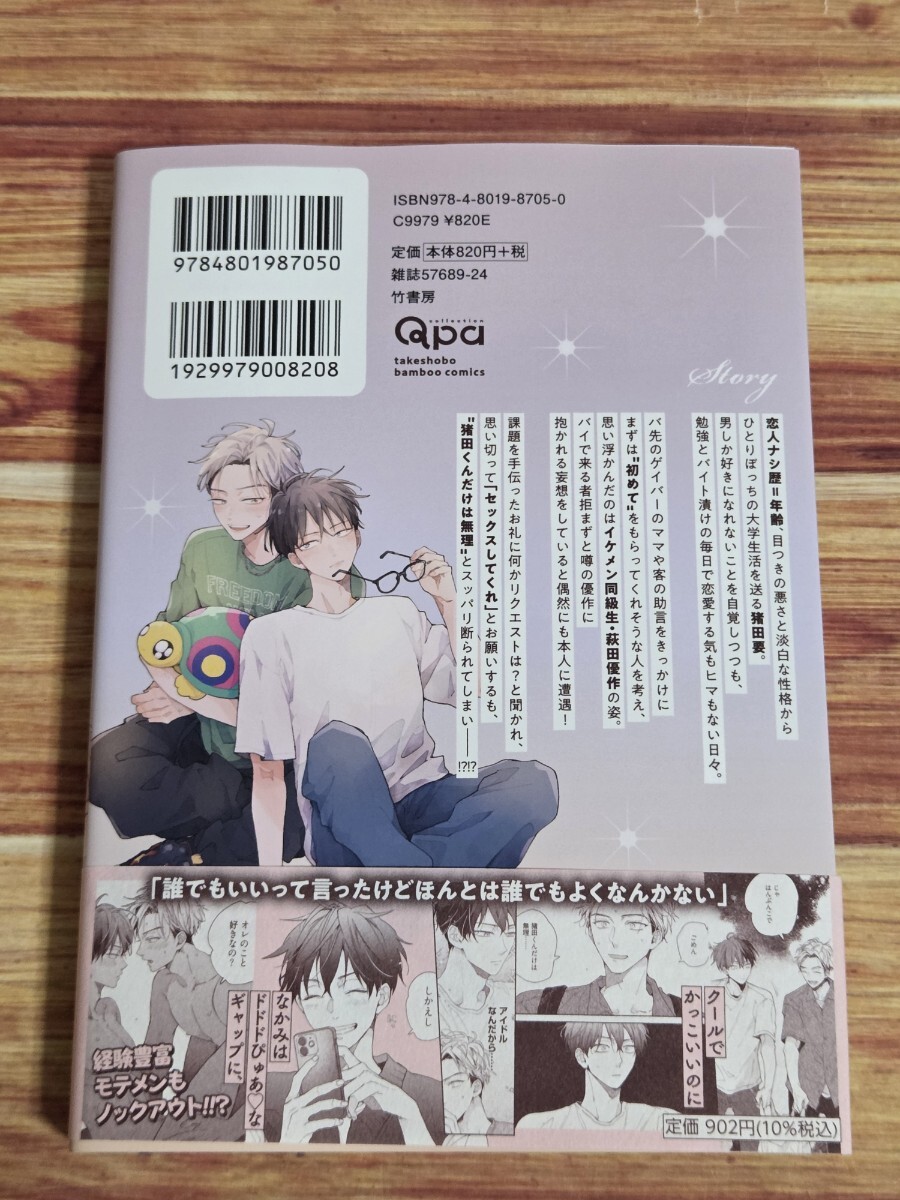 9784801987050
1929979008208
ISBN978-4-8019-8705-0
C9979 ¥820E
定価 本体820円+税
雑誌57689-24
竹書房
collection
Qpa
takeshobo
bamboo comics
Story
恋人ナシ歴=年齢、目つきの悪さと淡白な性格から
ひとりぼっちの大学生活を送る猪田要。
男しか好きになれないことを自覚しつつも、
勉強とバイト漬けの毎日で恋愛する気もヒマもない日々。
バ先のゲイバーのママや客の助言をきっかけに
まずは"初めて"をもらってくれそうな人を考え、
思い浮かんだのはイケメン同級生・萩田優作の姿。
バイで来る者拒まずと噂の優作に
抱かれる妄想をしていると偶然にも本人に遭遇!
課題を手伝ったお礼に何かリクエストは?と聞かれ、
思い切って「セックスしてくれ」とお願いするも、
"猪田くんだけは無理"とスッパリ断られてしまい──!?!?
FREEDOM
「誰でもいいって言ったけどほんとは誰でもよくなんかない」
じゃ
はんぶんこで
ごめん
猪田くんだけは
無理
クールで
かっこいいのに
アイドル
なんだから……
しかえし
なかみは
ドドドぴゅあ♡な
ギャップに、
オレのこと
好きなの?
経験豊富
モテメンも
ノックアウト!!?
定価 902円(10%税込)